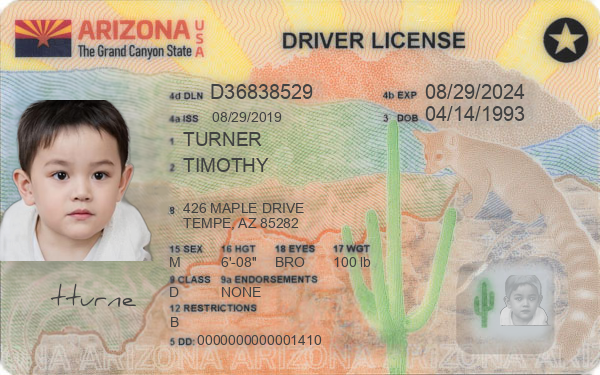 ARIZONA USA
The Grand Canyon State
DRIVER LICENSE
4d DLN D36838529
4b EXP 08/29/2024
4a ISS 08/29/2019
3 DOB 04/14/1993
1 TURNER
2 TIMOTHY
8 426 MAPLE DRIVE
TEMPE, AZ 85282
15 SEX 16 HGT 18 EYES 17 WGT
M 6'-08" BRO 100 lb
9 CLASS 9a ENDORSEMENTS
D NONE
12 RESTRICTIONS
B
5 DD: 0000000000001410
tturne
ARIZONA ARIZONA ARIZONA ARIZONA